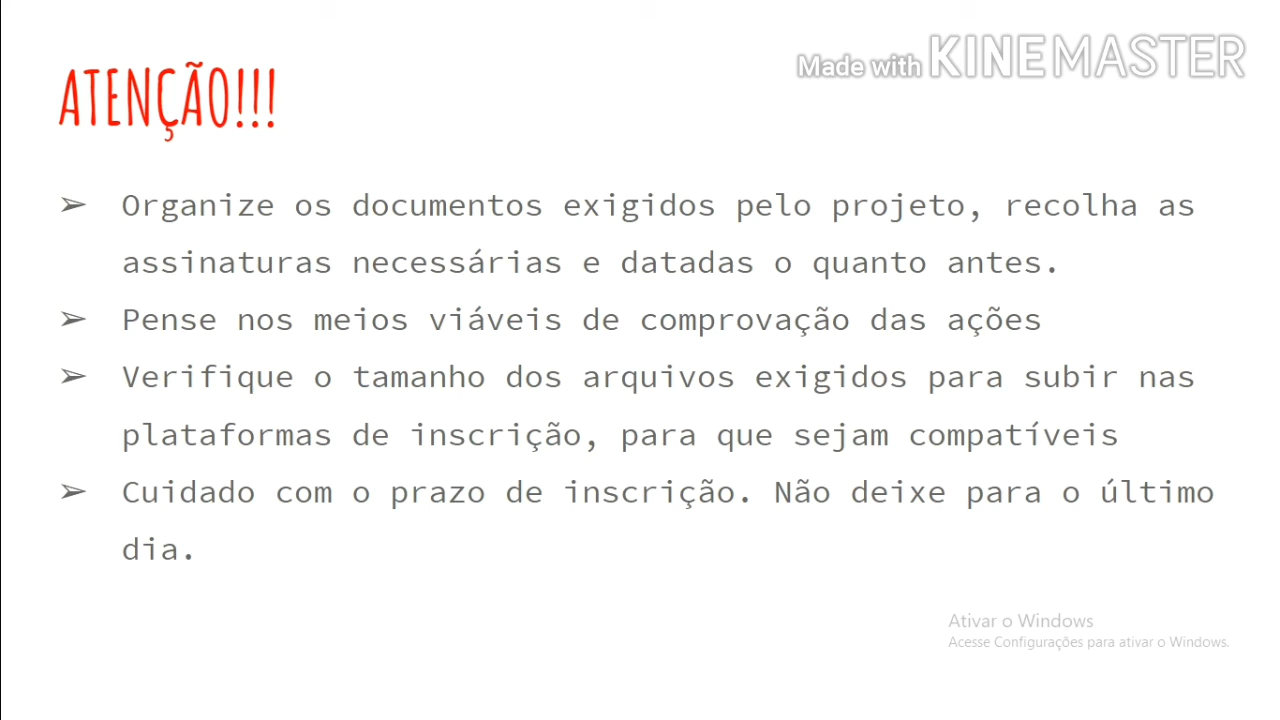 Made with KINEMASTER
ATENÇÃO!!!
➢ Organize os documentos exigidos pelo projeto, recolha as
assinaturas necessárias e datadas o quanto antes.
➢ Pense nos meios viáveis de comprovação das ações
➢ Verifique o tamanho dos arquivos exigidos para subir nas
plataformas de inscrição, para que sejam compatíveis
➢ Cuidado com o prazo de inscrição. Não deixe para o último
dia.
Ativar o Windows
Acesse Configurações para ativar o Windows.